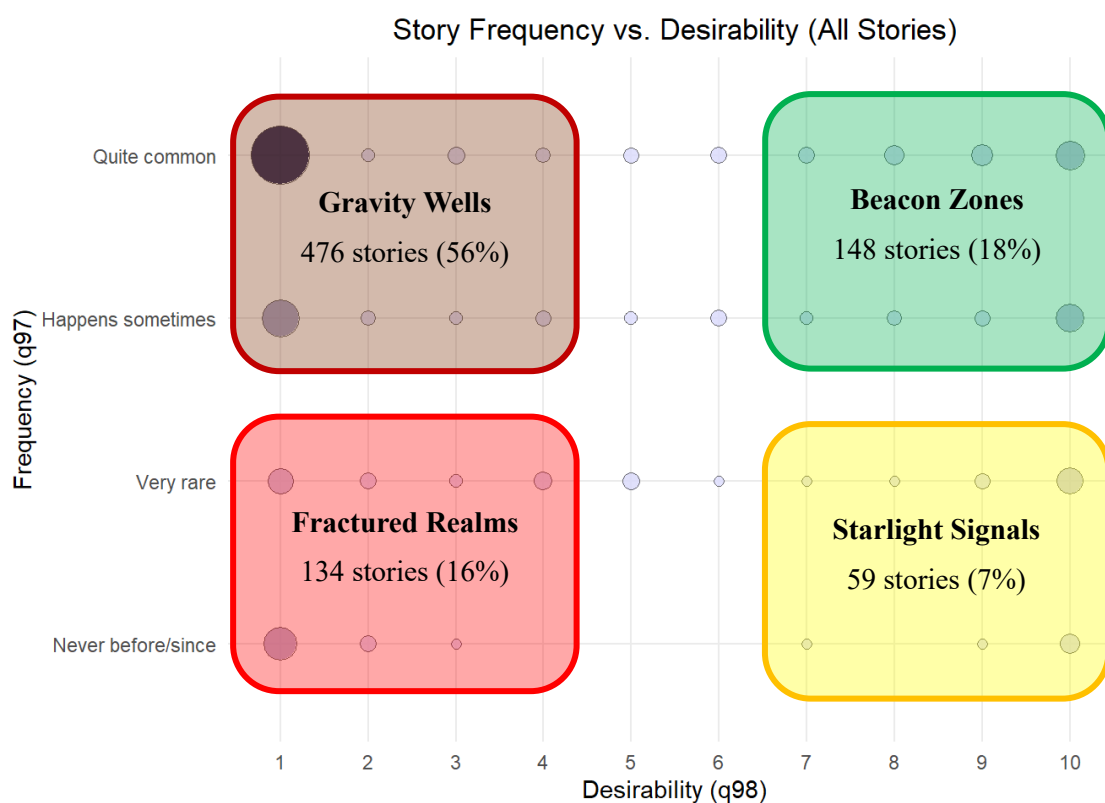 Story Frequency vs. Desirability (All Stories)
Frequency (q97)
Quite common
Happens sometimes
Very rare
Never before/since
Gravity Wells
476 stories (56%)
Beacon Zones
148 stories (18%)
Fractured Realms
134 stories (16%)
Starlight Signals
59 stories (7%)
1 2 3 4 5 6 7 8 9 10
Desirability (q98)